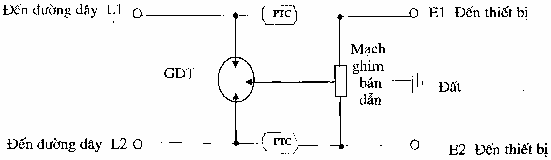 Đến đường dây L1
PTC
E1 Đến thiết bị
GDT
Mạch
ghim
bán
dẫn
Đất
Đến đường dây L2
PTC
E2 Đến thiết bị